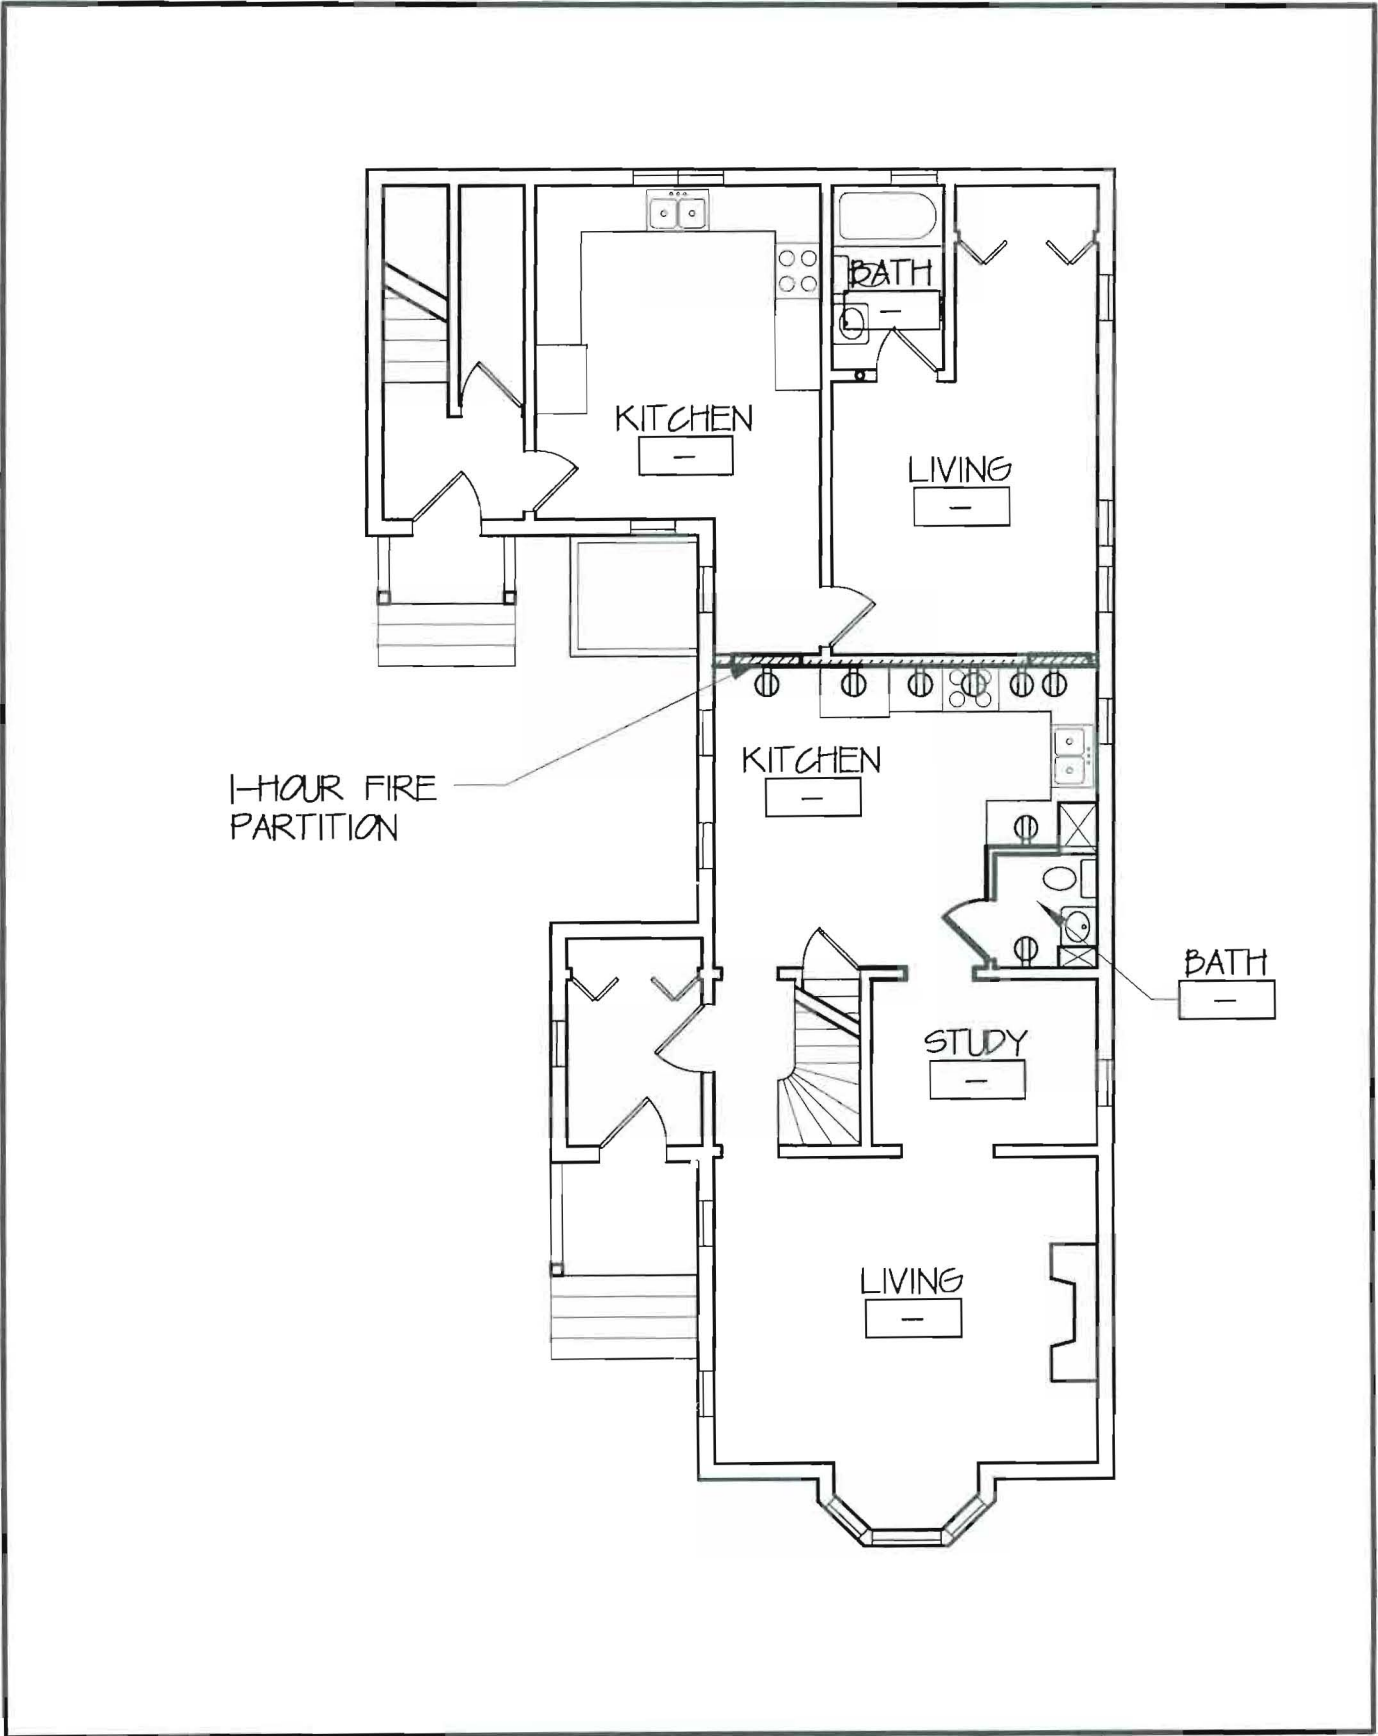 BATH
KITCHEN
LIVING
KITCHEN
1-HOUR FIRE
PARTITION
BATH
STUDY
LIVING